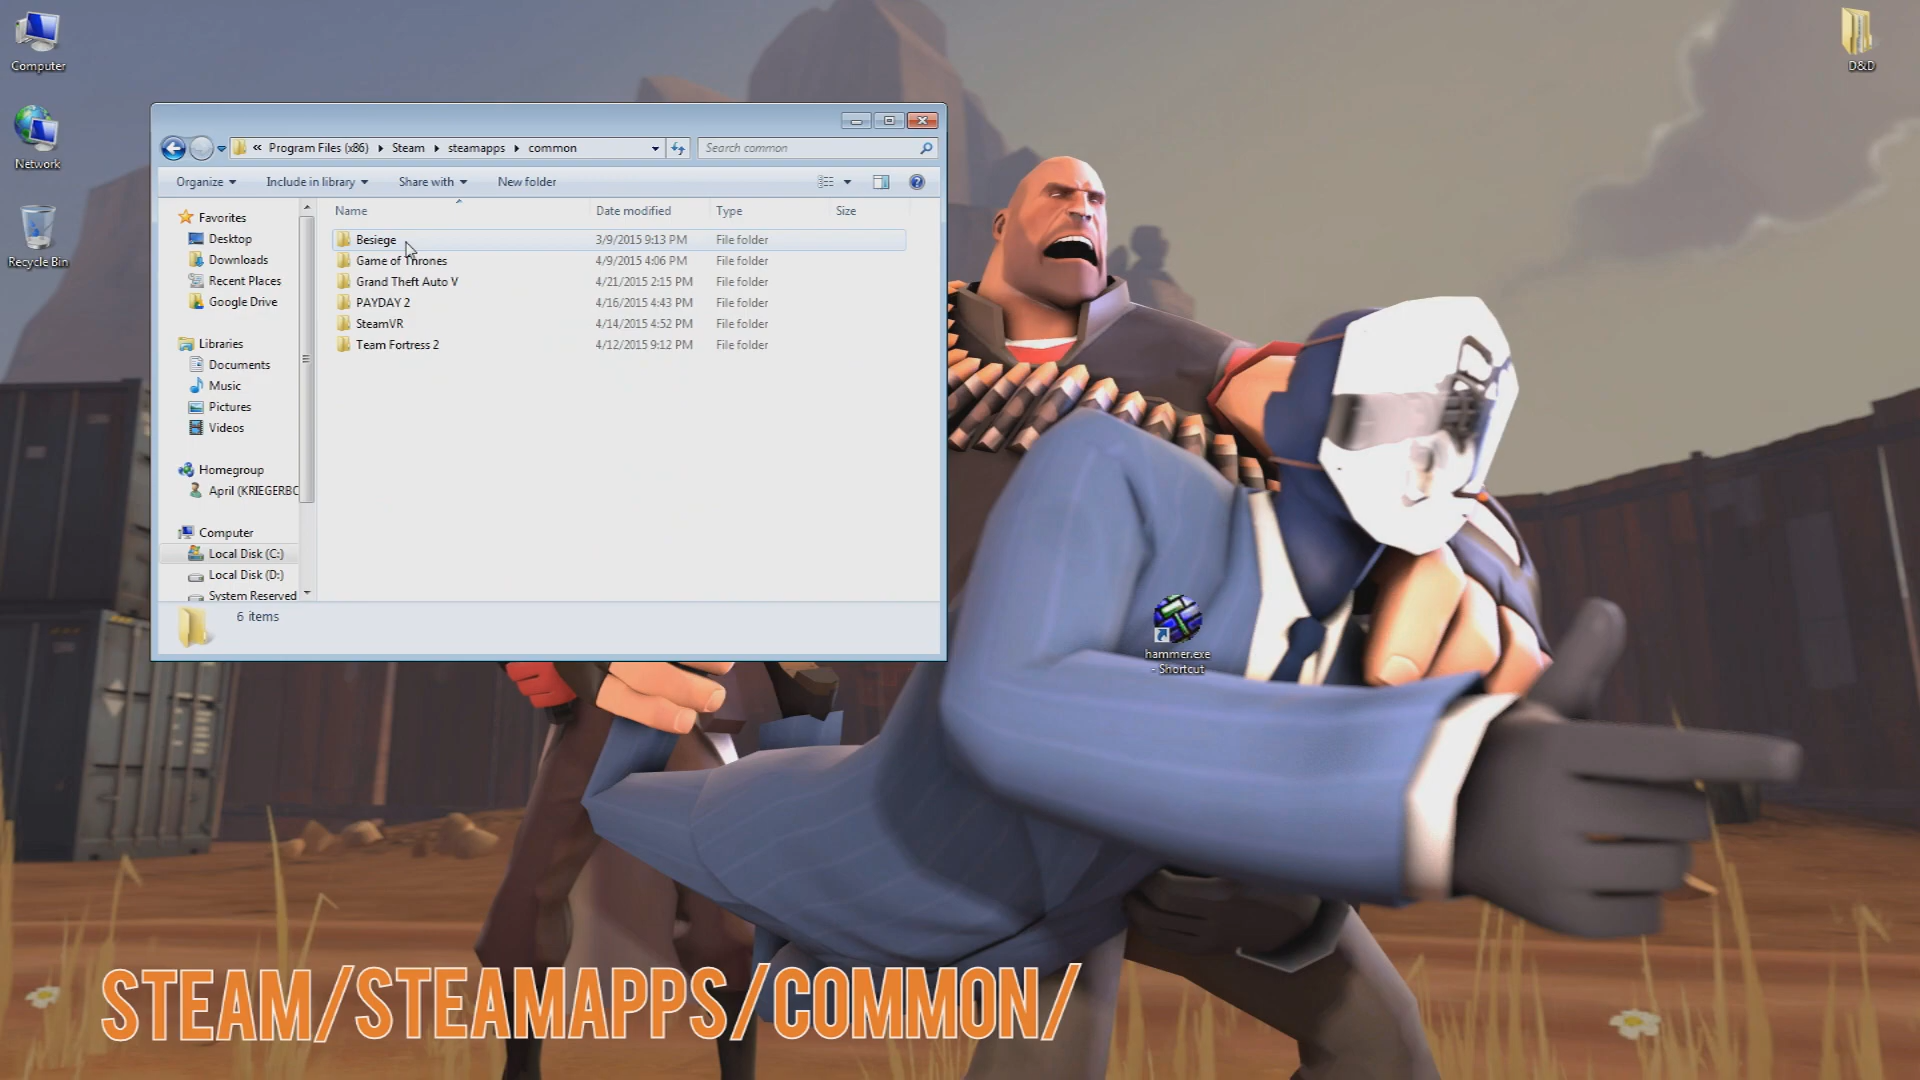 Computer
Network
Recycle Bin
D&D
« Program Files (x86) ▸ Steam ▸ steamapps ▸ common
Search common
Organize Include in library Share with New folder
Favorites
Desktop
Downloads
Recent Places
Google Drive
Libraries
Documents
Music
Pictures
Videos
Homegroup
April (KRIEGERBC
Computer
Local Disk (C:)
Local Disk (D:)
System Reserved
Name Date modified Type Size
Besiege 3/9/2015 9:13 PM File folder
Game of Thrones 4/9/2015 4:06 PM File folder
Grand Theft Auto V 4/21/2015 2:15 PM File folder
PAYDAY 2 4/16/2015 4:43 PM File folder
SteamVR 4/14/2015 4:52 PM File folder
Team Fortress 2 4/12/2015 9:12 PM File folder
6 items
hammer.exe
- Shortcut
STEAM/STEAMAPPS/COMMON/